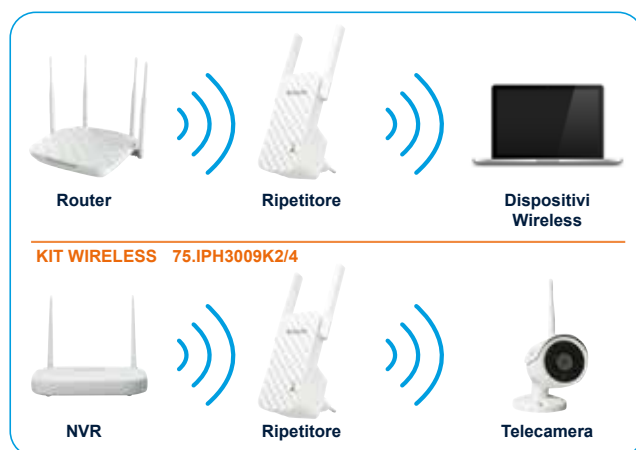 Router
Ripetitore
Dispositivi
Wireless
KIT WIRELESS 75.IPH3009K2/4
NVR
Ripetitore
Telecamera